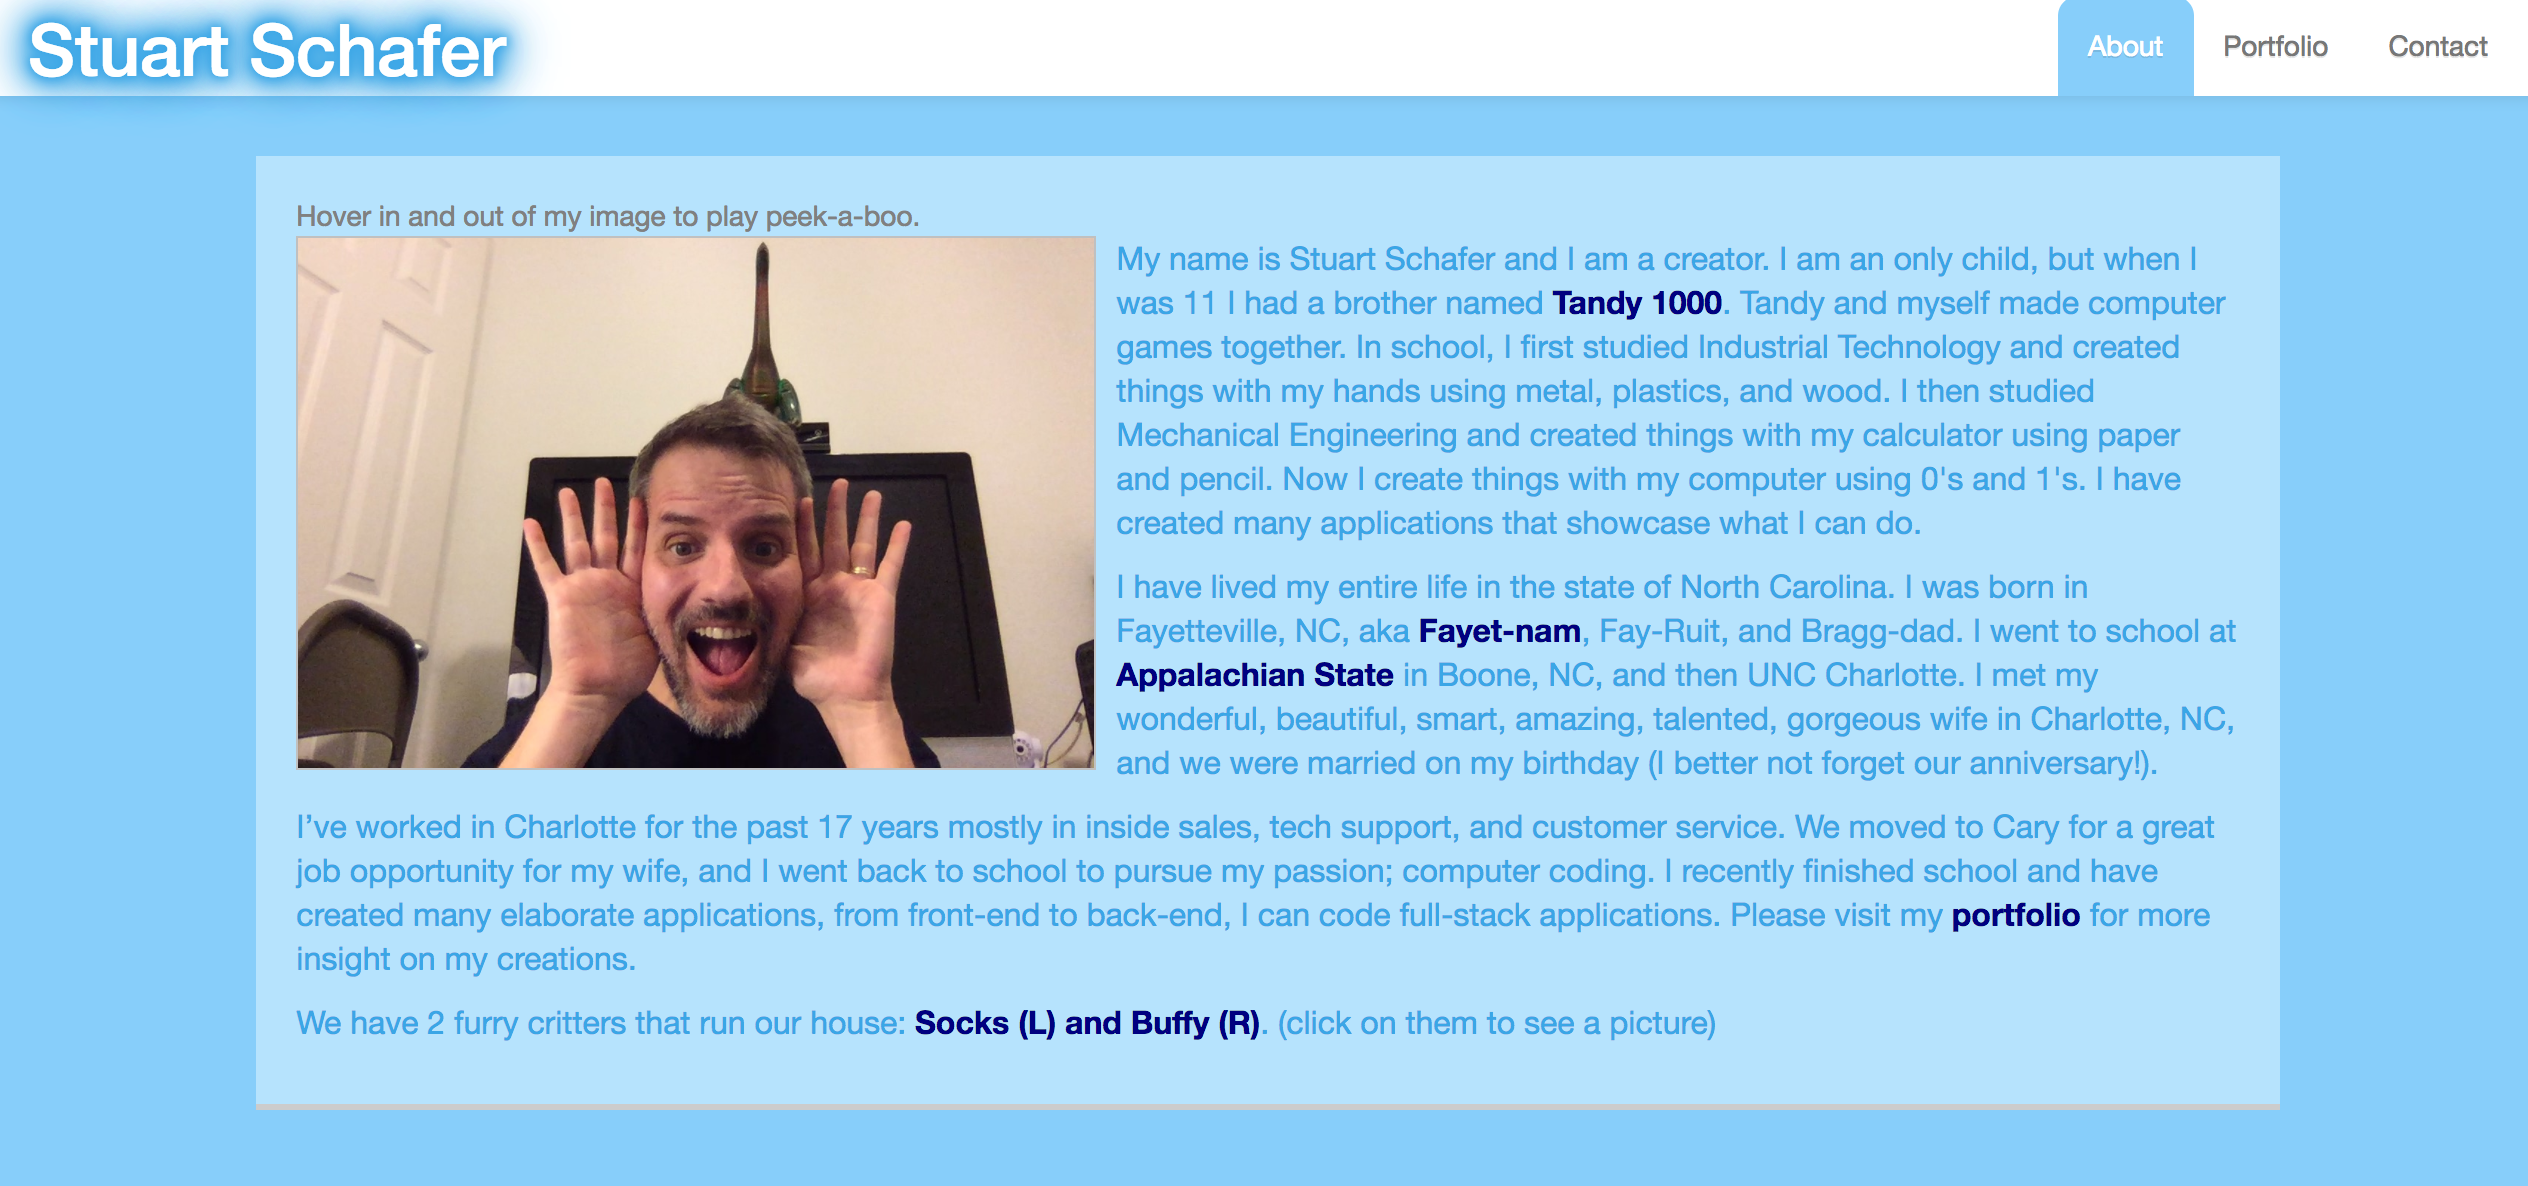 Stuart Schafer
About
Portfolio
Contact
Hover in and out of my image to play peek-a-boo.
My name is Stuart Schafer and I am a creator. I am an only child, but when I
was 11 I had a brother named Tandy 1000. Tandy and myself made computer
games together. In school, I first studied Industrial Technology and created
things with my hands using metal, plastics, and wood. I then studied
Mechanical Engineering and created things with my calculator using paper
and pencil. Now I create things with my computer using 0's and 1's. I have
created many applications that showcase what I can do.
I have lived my entire life in the state of North Carolina. I was born in
Fayetteville, NC, aka Fayet-nam, Fay-Ruit, and Bragg-dad. I went to school at
Appalachian State in Boone, NC, and then UNC Charlotte. I met my
wonderful, beautiful, smart, amazing, talented, gorgeous wife in Charlotte, NC,
and we were married on my birthday (I better not forget our anniversary!).
I’ve worked in Charlotte for the past 17 years mostly in inside sales, tech support, and customer service. We moved to Cary for a great
job opportunity for my wife, and I went back to school to pursue my passion; computer coding. I recently finished school and have
created many elaborate applications, from front-end to back-end, I can code full-stack applications. Please visit my portfolio for more
insight on my creations.
We have 2 furry critters that run our house: Socks (L) and Buffy (R). (click on them to see a picture)